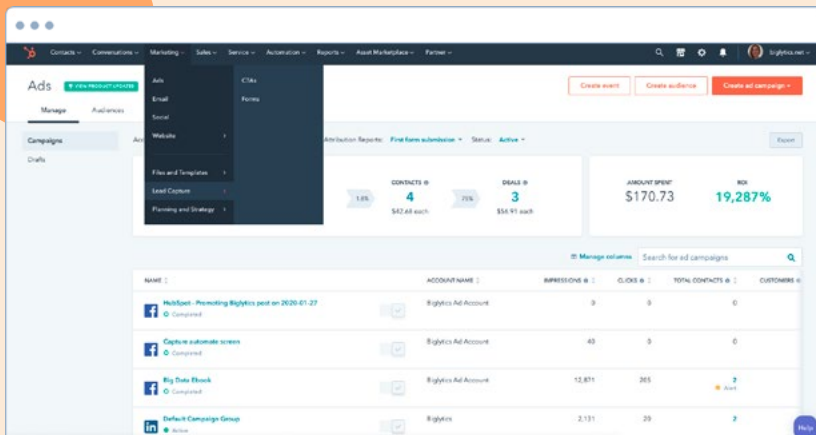 Contacts Conversations Marketing Sales Service Automation Reports Asset Marketplace Partner biglytics.net
Ads VIEW PRODUCT UPDATES
Create event Create audience Create ad campaign
Manage Audiences
Ads CTAs
Email Forms
Social
Website
Files and Templates
Lead Capture
Planning and Strategy
Campaigns
Drafts
Attribution Reports: First form submission Status: Active Export
CONTACTS DEALS AMOUNT SPENT ROI
1.8% 4 75% 3 $170.73 19,287%
$42.68 each $56.91 each
Manage columns Search for ad campaigns
NAME ACCOUNT NAME IMPRESSIONS CLICKS TOTAL CONTACTS CUSTOMERS
HubSpot - Promoting Biglytics post on 2020-01-27 Biglytics Ad Account 0 0 0
Completed
Capture automate screen Biglytics Ad Account 40 0 0
Completed
Big Data Ebook Biglytics Ad Account 12,871 205 2
Completed Alert
Default Campaign Group Biglytics 2,131 20 2
Active
Help